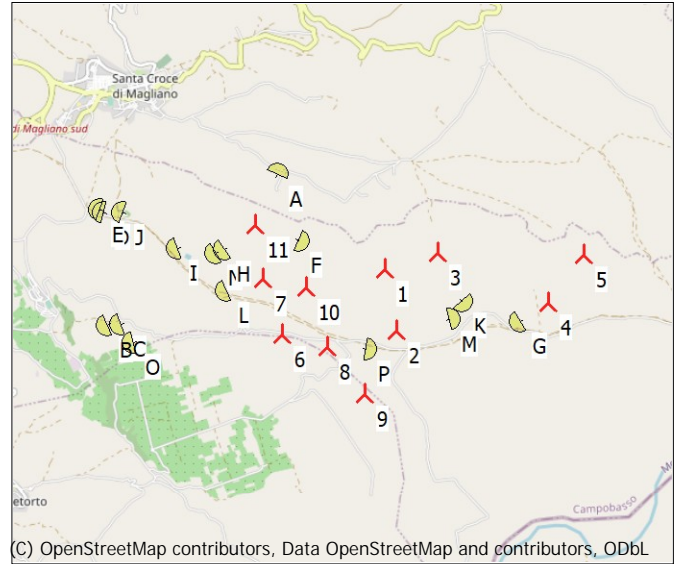 Santa Croce
di Magliano
di Magliano sud
A
E
J
11
F
I
H
3
5
1
7
10
L
K
4
M
G
2
B
C
O
6
8
P
9
etorto
Campobasso
(C) OpenStreetMap contributors, Data OpenStreetMap and contributors, ODbL